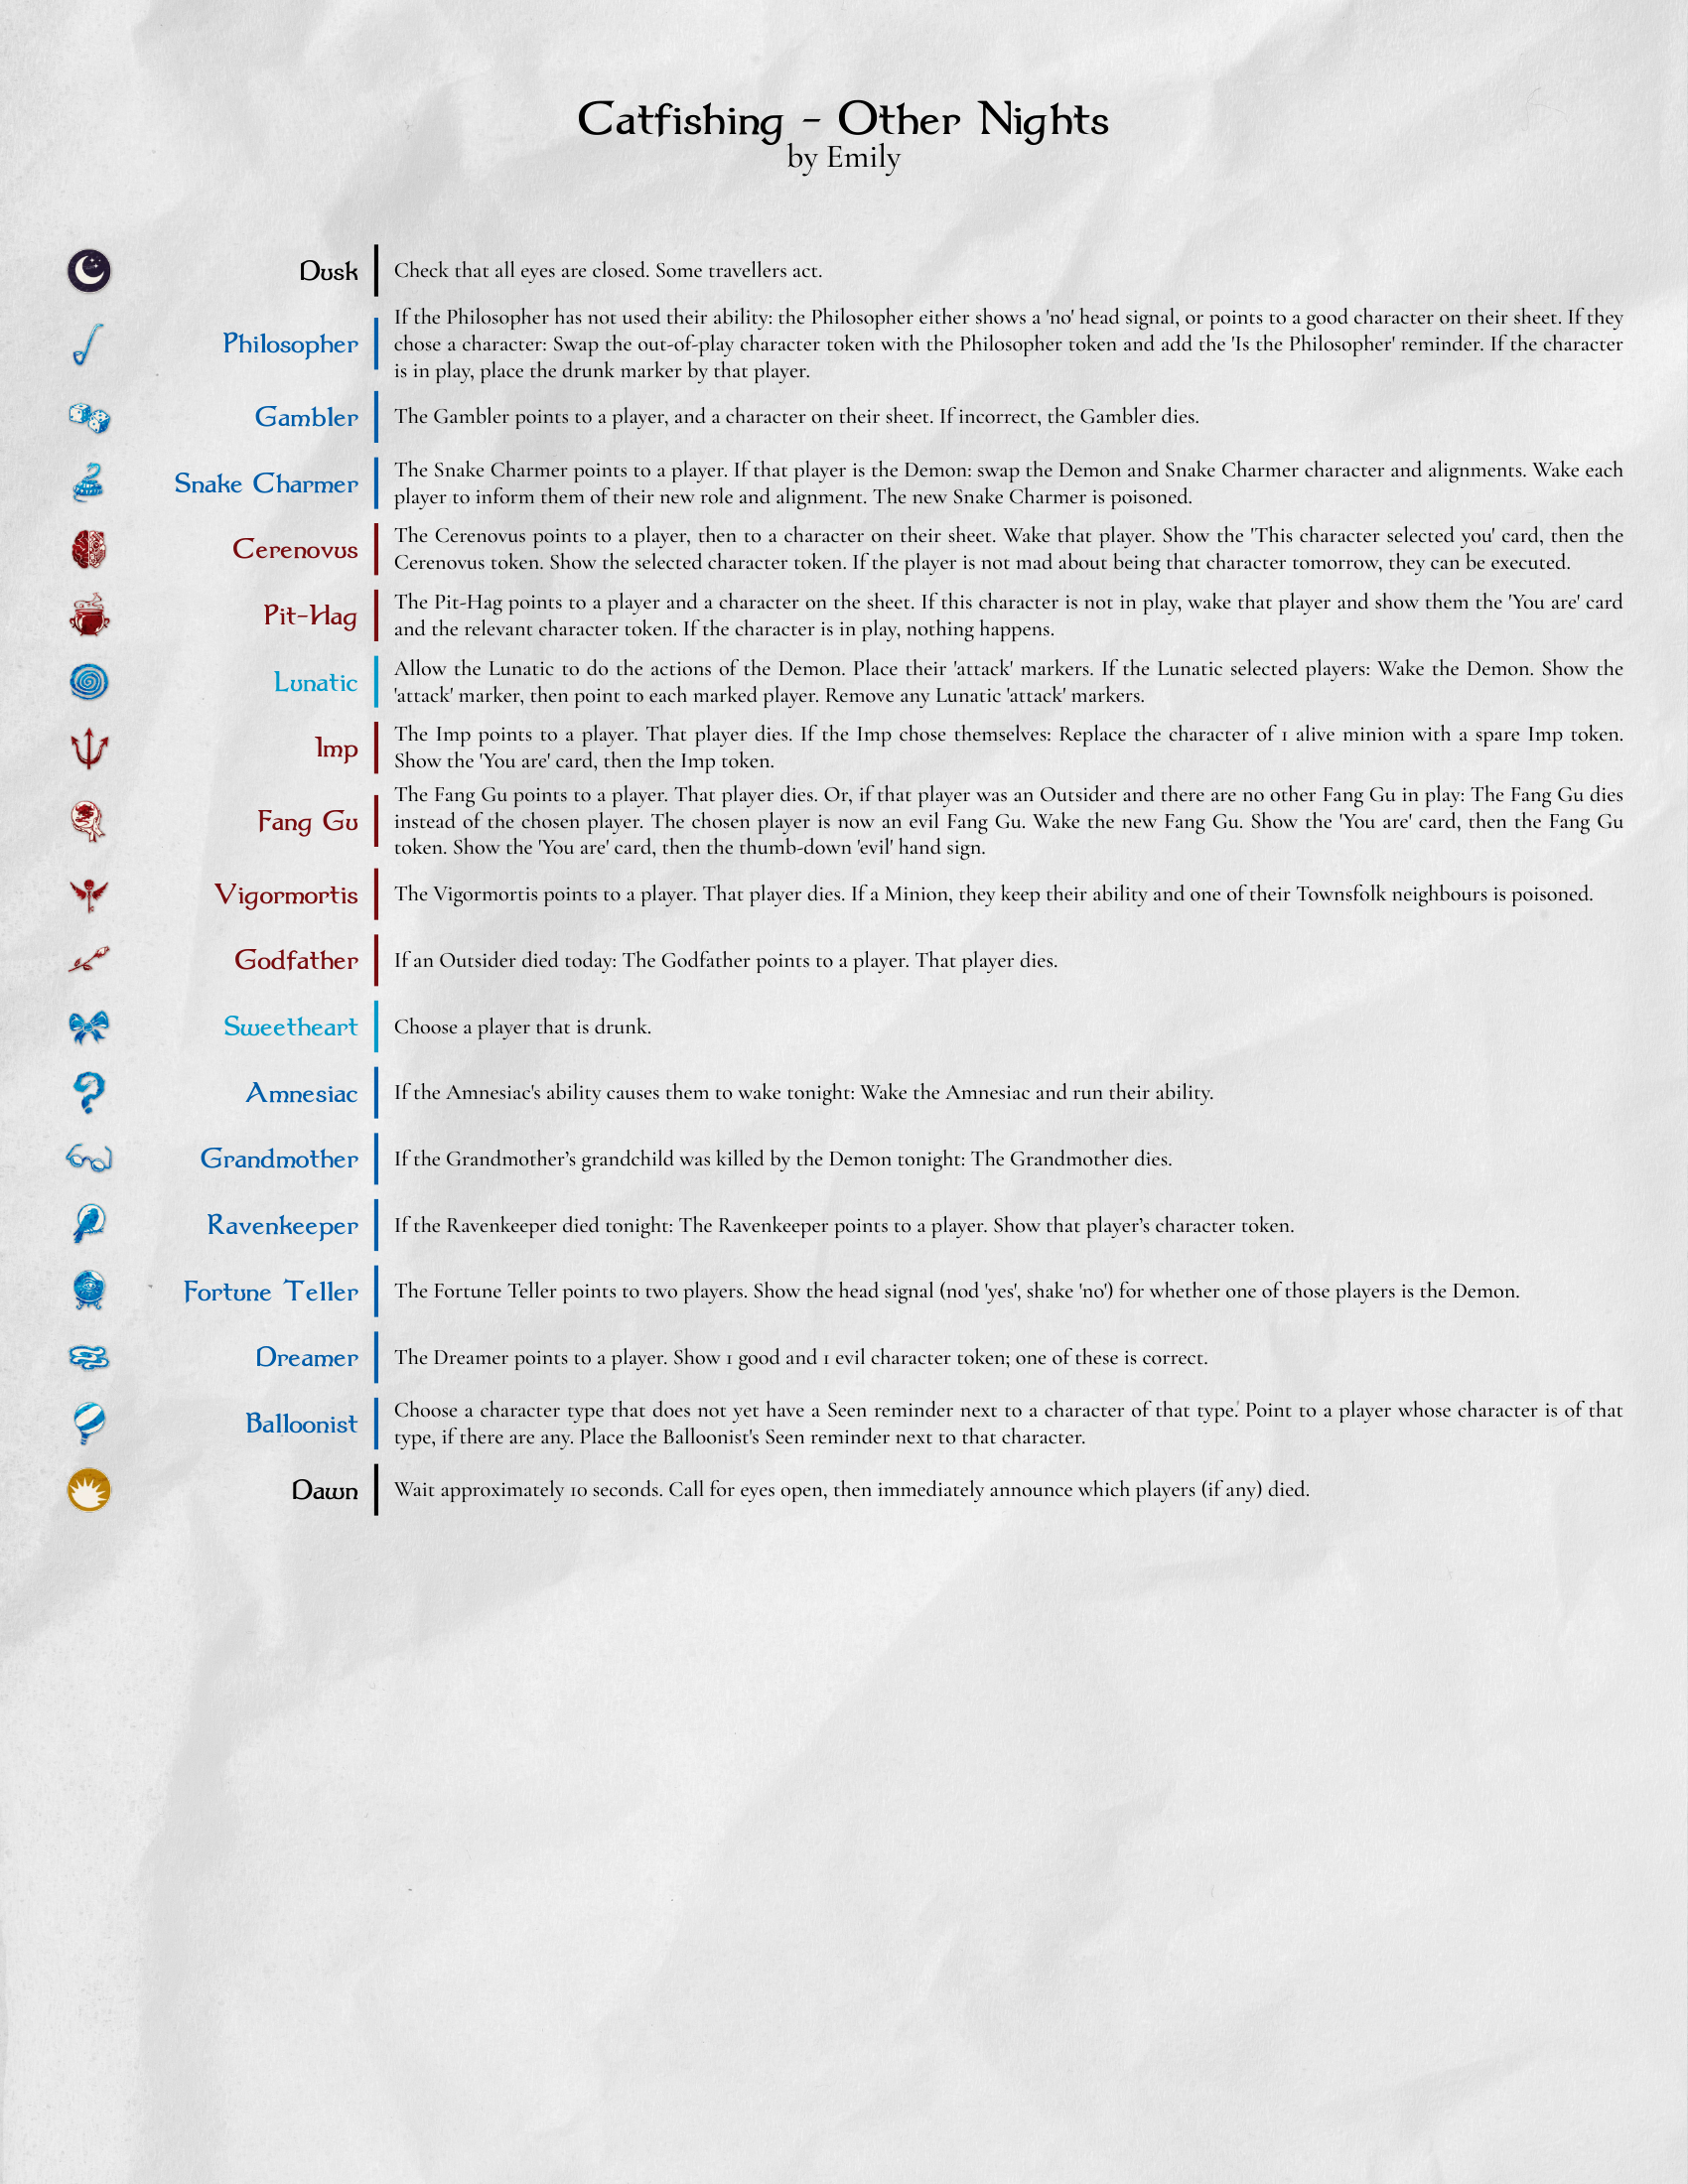 Catfishing - Other Nights
by Emily
Dusk
Check that all eyes are closed. Some travellers act.
Philosopher
If the Philosopher has not used their ability: the Philosopher either shows a 'no' head signal, or points to a good character on their sheet. If they
chose a character: Swap the out-of-play character token with the Philosopher token and add the 'Is the Philosopher' reminder. If the character
is in play, place the drunk marker by that player.
Gambler
The Gambler points to a player, and a character on their sheet. If incorrect, the Gambler dies.
Snake Charmer
The Snake Charmer points to a player. If that player is the Demon: swap the Demon and Snake Charmer character and alignments. Wake each
player to inform them of their new role and alignment. The new Snake Charmer is poisoned.
Cerenovus
The Cerenovus points to a player, then to a character on their sheet. Wake that player. Show the 'This character selected you' card, then the
Cerenovus token. Show the selected character token. If the player is not mad about being that character tomorrow, they can be executed.
Pit-Hag
The Pit-Hag points to a player and a character on the sheet. If this character is not in play, wake that player and show them the 'You are' card
and the relevant character token. If the character is in play, nothing happens.
Lunatic
Allow the Lunatic to do the actions of the Demon. Place their 'attack' markers. If the Lunatic selected players: Wake the Demon. Show the
'attack' marker, then point to each marked player. Remove any Lunatic 'attack' markers.
Imp
The Imp points to a player. That player dies. If the Imp chose themselves: Replace the character of 1 alive minion with a spare Imp token.
Show the 'You are' card, then the Imp token.
Fang Gu
The Fang Gu points to a player. That player dies. Or, if that player was an Outsider and there are no other Fang Gu in play: The Fang Gu dies
instead of the chosen player. The chosen player is now an evil Fang Gu. Wake the new Fang Gu. Show the 'You are' card, then the Fang Gu
token. Show the 'You are' card, then the thumb-down 'evil' hand sign.
Vigormortis
The Vigormortis points to a player. That player dies. If a Minion, they keep their ability and one of their Townsfolk neighbours is poisoned.
Godfather
If an Outsider died today: The Godfather points to a player. That player dies.
Sweetheart
Choose a player that is drunk.
Amnesiac
If the Amnesiac's ability causes them to wake tonight: Wake the Amnesiac and run their ability.
Grandmother
If the Grandmother’s grandchild was killed by the Demon tonight: The Grandmother dies.
Ravenkeeper
If the Ravenkeeper died tonight: The Ravenkeeper points to a player. Show that player’s character token.
Fortune Teller
The Fortune Teller points to two players. Show the head signal (nod 'yes', shake 'no') for whether one of those players is the Demon.
Dreamer
The Dreamer points to a player. Show 1 good and 1 evil character token; one of these is correct.
Balloonist
Choose a character type that does not yet have a Seen reminder next to a character of that type. Point to a player whose character is of that
type, if there are any. Place the Balloonist's Seen reminder next to that character.
Dawn
Wait approximately 10 seconds. Call for eyes open, then immediately announce which players (if any) died.